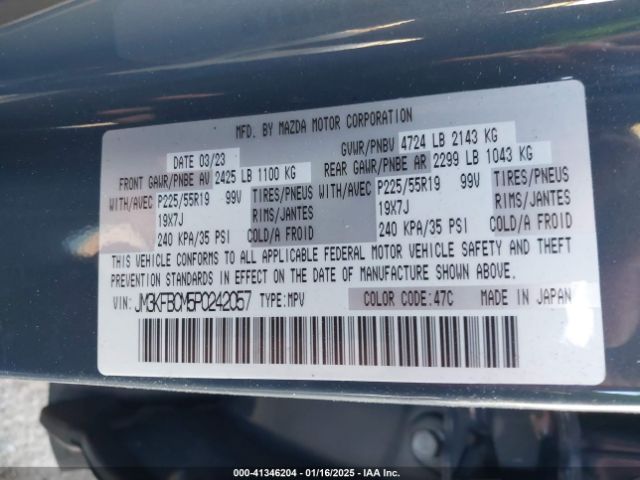 MFD. BY MAZDA MOTOR CORPORATION
DATE 03/23 GVWR/PNBV 4724 LB 2143 KG
FRONT GAWR/PNBE AV 2425 LB 1100 KG REAR GAWR/PNBE AR 2299 LB 1043 KG
WITH/AVEC P225/55R19 99V TIRES/PNEUS WITH/AVEC P225/55R19 99V TIRES/PNEUS
19X7J RIMS/JANTES 19X7J RIMS/JANTES
240 KPA/35 PSI COLD/A FROID 240 KPA/35 PSI COLD/A FROID
THIS VEHICLE CONFORMS TO ALL APPLICABLE FEDERAL MOTOR VEHICLE SAFETY AND THEFT
PREVENTION STANDARDS IN EFFECT ON THE DATE OF MANUFACTURE SHOWN ABOVE.
VIN: JM3KFBCM5P0242057 TYPE:MPV COLOR CODE:47C MADE IN JAPAN
000-41346204 - 01/16/2025 - IAA Inc.